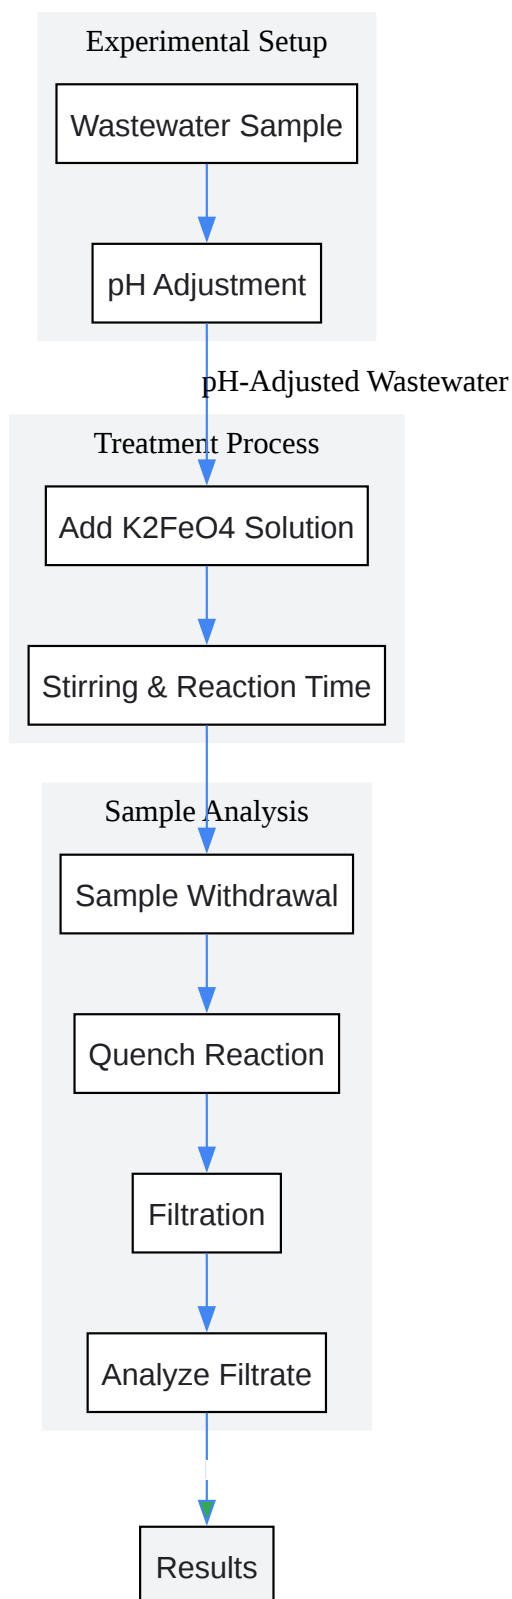 Experimental Setup
Wastewater Sample
pH Adjustment
pH-Adjusted Wastewater
Treatment Process
Add K2FeO4 Solution
Stirring & Reaction Time
Sample Analysis
Sample Withdrawal
Quench Reaction
Filtration
Analyze Filtrate
Results